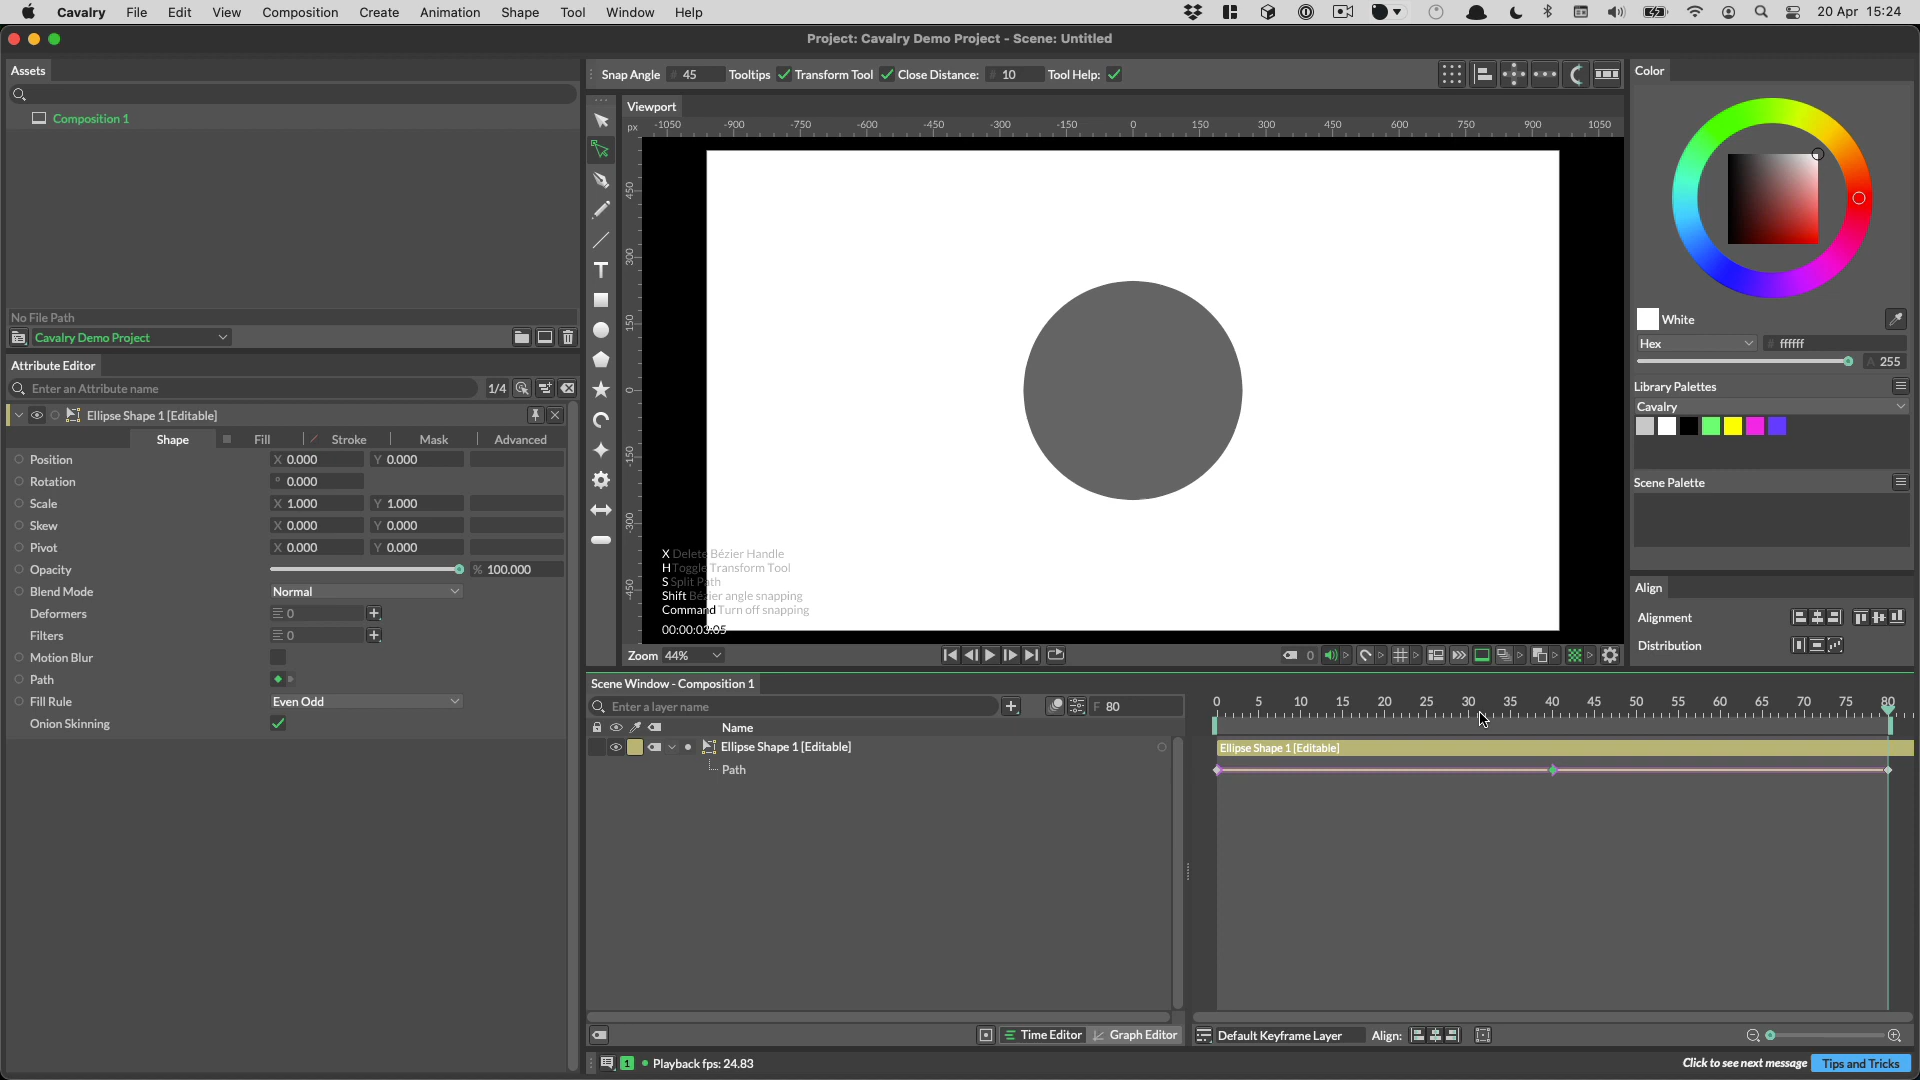 Cavalry File Edit View Composition Create Animation Shape Tool Window Help 20 Apr 15:24
Project: Cavalry Demo Project - Scene: Untitled
Assets
Composition 1
No File Path
Cavalry Demo Project
Attribute Editor
Enter an Attribute name 1/4
Ellipse Shape 1 [Editable]
Shape Fill Stroke Mask Advanced
Position X 0.000 Y 0.000
Rotation ° 0.000
Scale X 1.000 Y 1.000
Skew X 0.000 Y 0.000
Pivot X 0.000 Y 0.000
Opacity % 100.000
Blend Mode Normal
Deformers 0
Filters 0
Motion Blur
Path
Fill Rule Even Odd
Onion Skinning
Snap Angle 45 Tooltips Transform Tool Close Distance: 10 Tool Help:
Viewport
px -1050 -900 -750 -600 -450 -300 -150 0 150 300 450 600 750 900 1050
450
300
150
0
-150
-300
-450
X Delete Bézier Handle
H Toggle Transform Tool
S Split Path
Shift Bézier angle snapping
Command Turn off snapping
00:00:03:05
Zoom 44% 0
Scene Window - Composition 1
Enter a layer name F 80
Name
Ellipse Shape 1 [Editable]
Path
0 5 10 15 20 25 30 35 40 45 50 55 60 65 70 75 80
Ellipse Shape 1 [Editable]
Time Editor Graph Editor Default Keyframe Layer Align:
1 Playback fps: 24.83 Click to see next message Tips and Tricks
Color
White
Hex # ffffff
A 255
Library Palettes
Cavalry
Scene Palette
Align
Alignment
Distribution